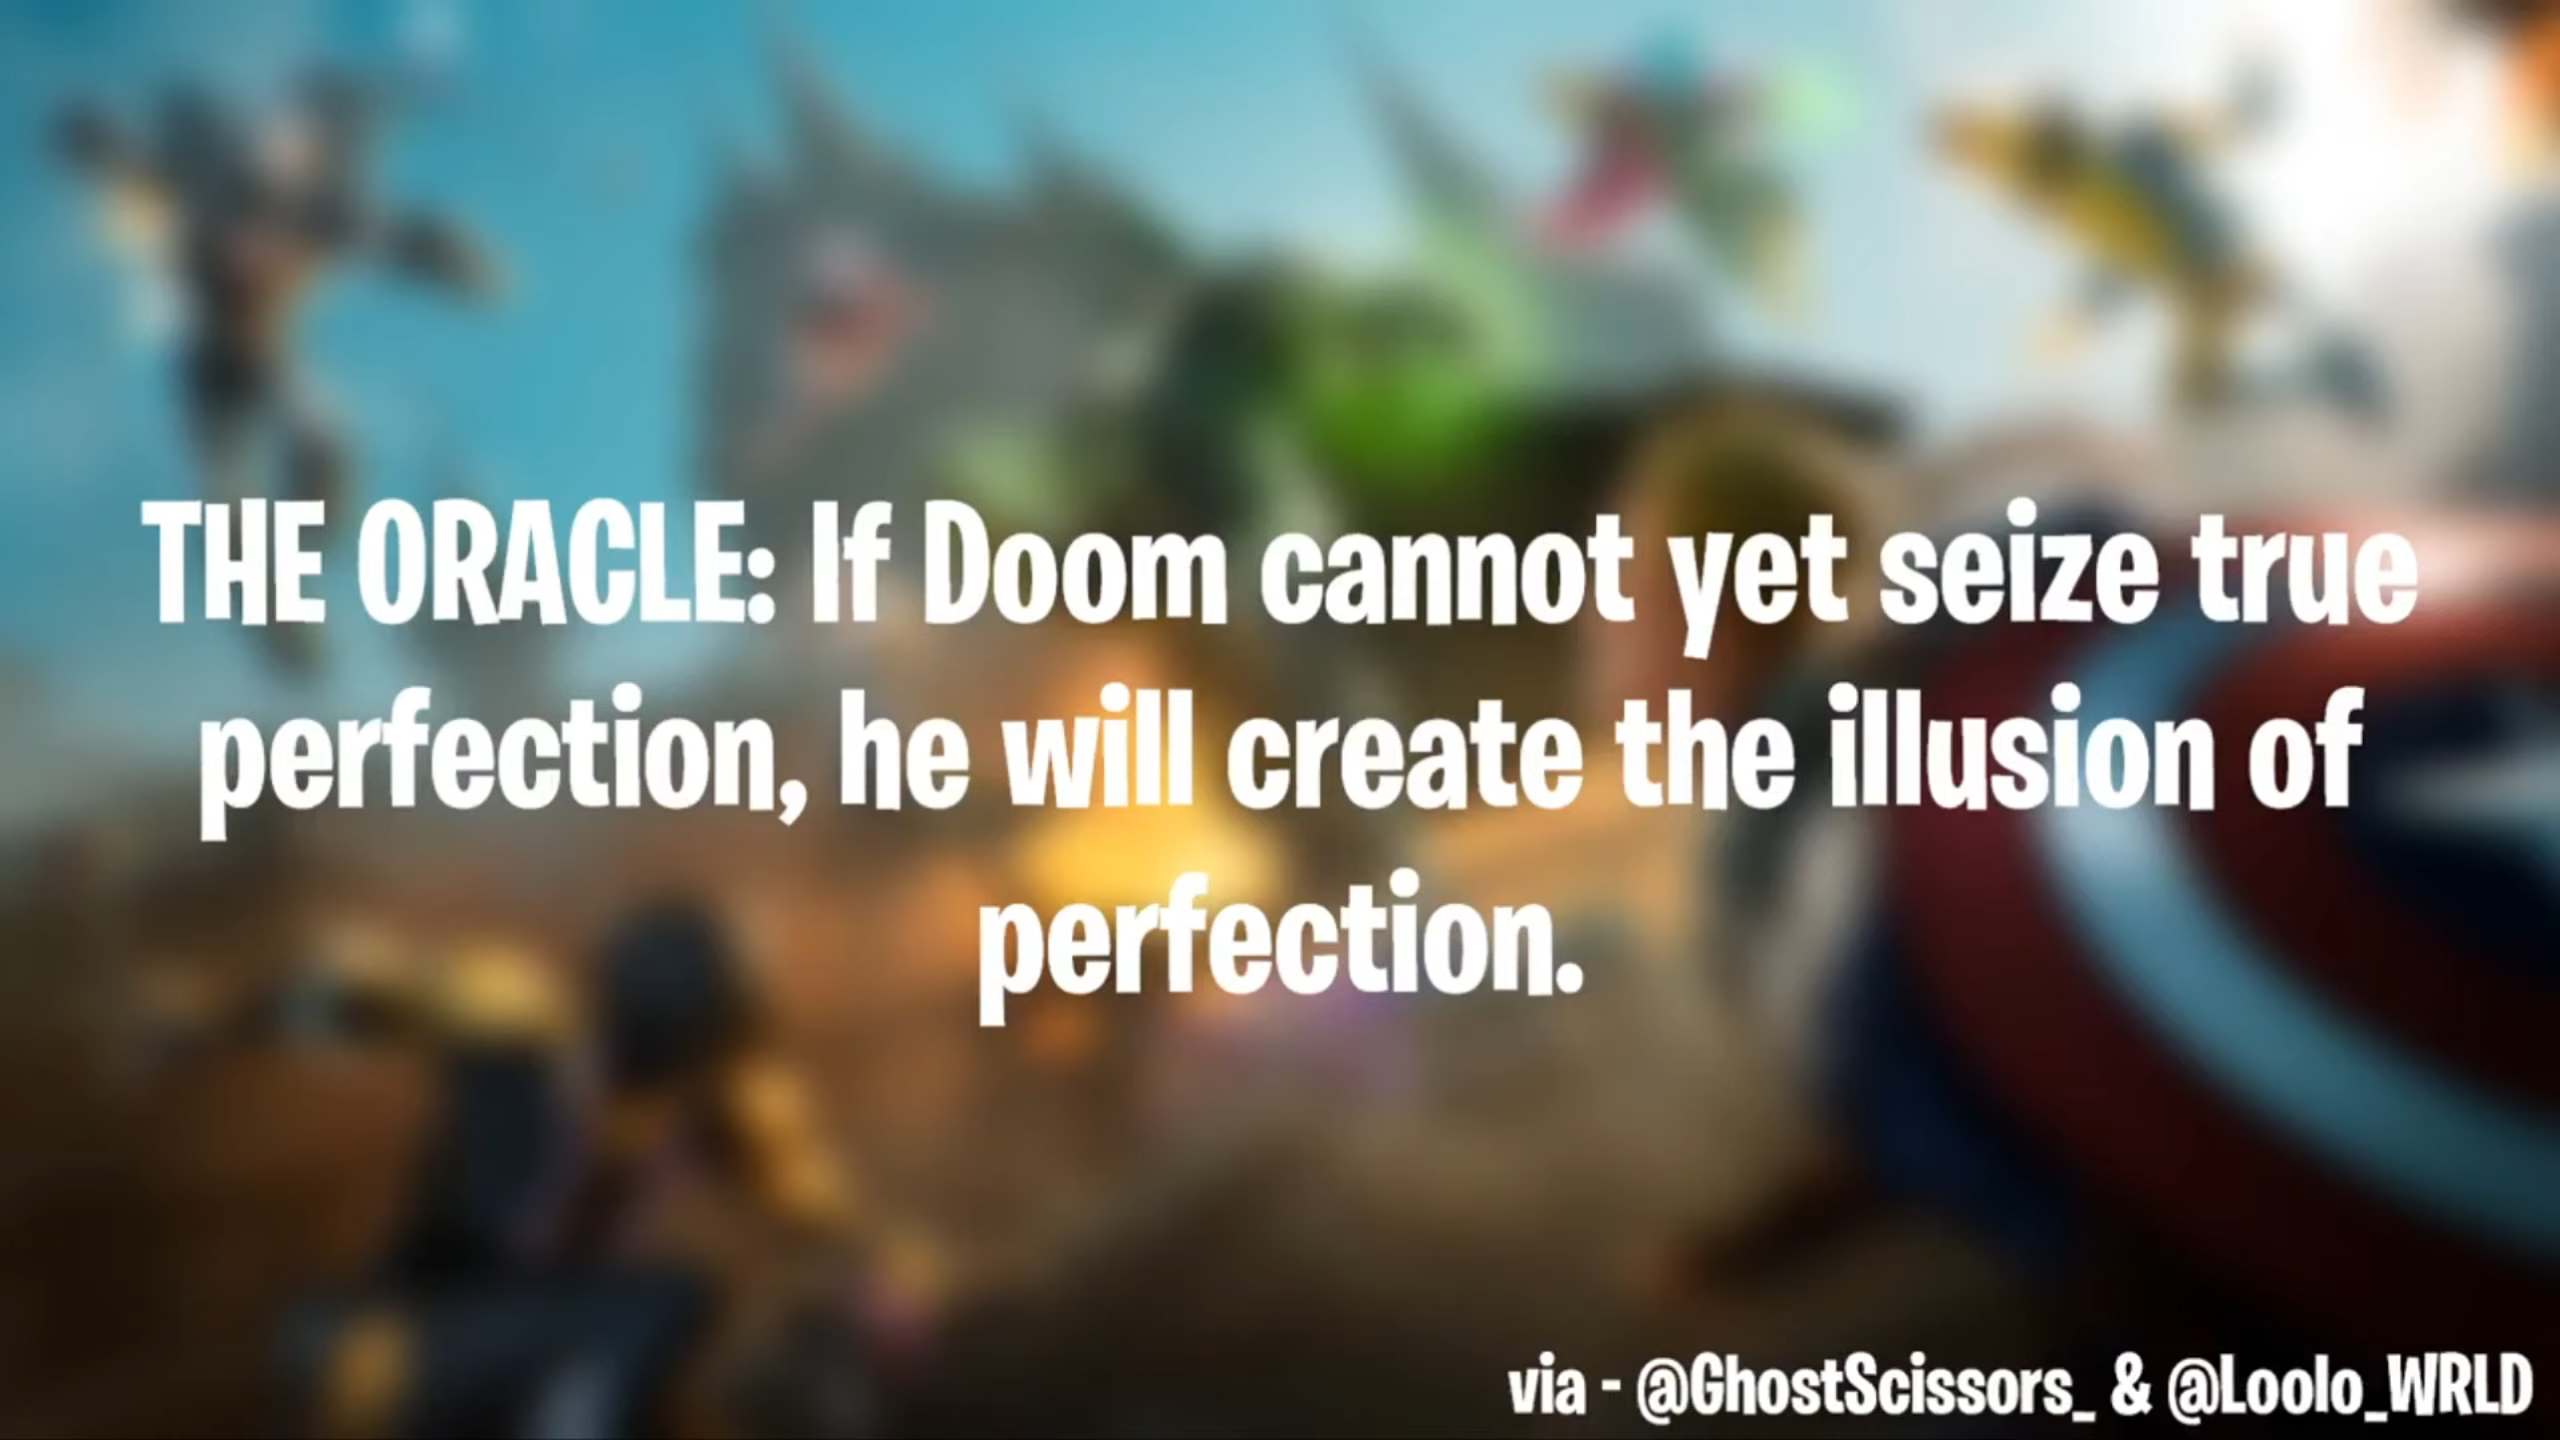 THE ORACLE: If Doom cannot yet seize true
perfection, he will create the illusion of
perfection.
via - @GhostScissors_ & @Loolo_WRLD